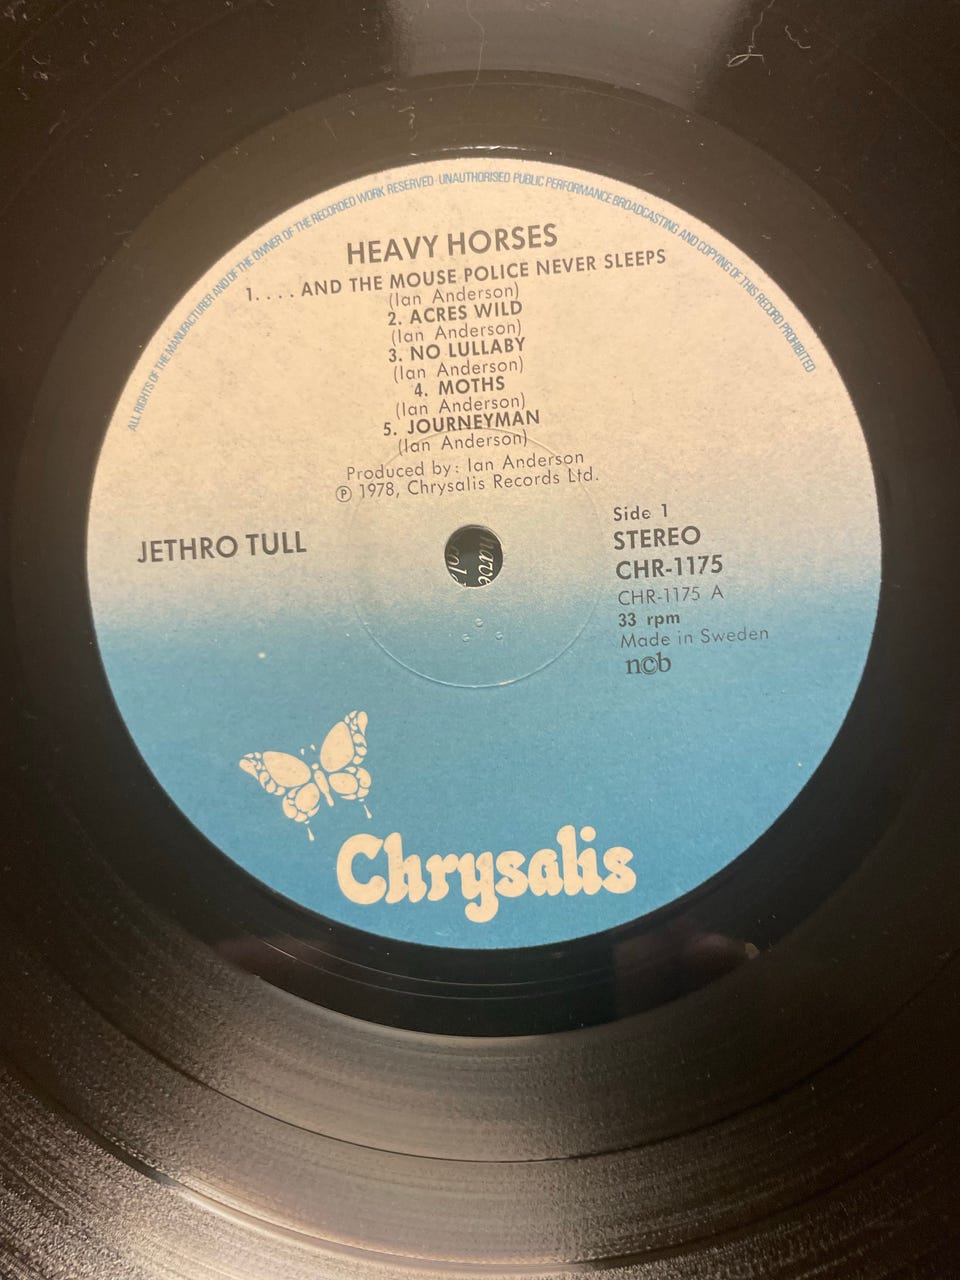 ALL RIGHTS OF THE MANUFACTURER AND OF THE OWNER OF THE RECORDED WORK RESERVED · UNAUTHORISED PUBLIC PERFORMANCE BROADCASTING AND COPYING OF THIS RECORD PROHIBITED
HEAVY HORSES
1. . . . AND THE MOUSE POLICE NEVER SLEEPS
(Ian Anderson)
2. ACRES WILD
(Ian Anderson)
3. NO LULLABY
(Ian Anderson)
4. MOTHS
(Ian Anderson)
5. JOURNEYMAN
(Ian Anderson)
Produced by: Ian Anderson
Ⓟ 1978, Chrysalis Records Ltd.
JETHRO TULL
Side 1
STEREO
CHR-1175
CHR-1175 A
33 rpm
Made in Sweden
ncb
Chrysalis